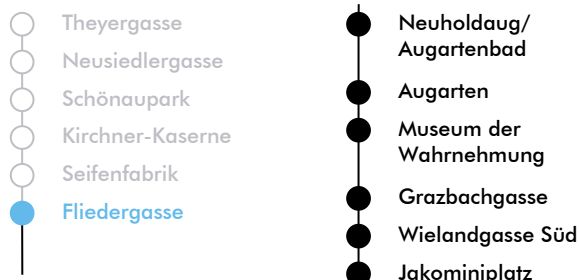 Theyergasse
Neusiedlergasse
Schönaupark
Kirchner-Kaserne
Seifenfabrik
Fliedergasse
Neuholdaug/
Augartenbad
Augarten
Museum der
Wahrnehmung
Grazbachgasse
Wielandgasse Süd
Jakominiplatz